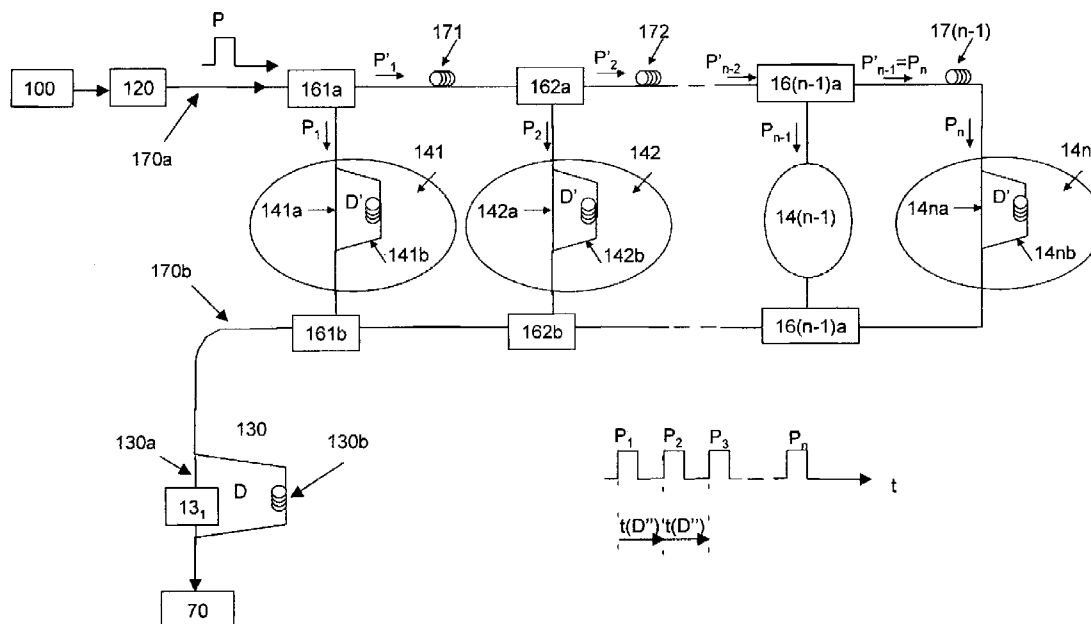 P
171
172
17(n-1)
P'1
P'2
P'n-2
P'n-1=Pn
100
120
161a
162a
16(n-1)a
170a
P1
P2
Pn-1
Pn
141
142
14n
141a
D'
142a
D'
14(n-1)
14na
D'
141b
142b
14nb
170b
161b
162b
16(n-1)a
130a
130
130b
D
131
70
P1
P2
P3
Pn
t
t(D'')
t(D'')